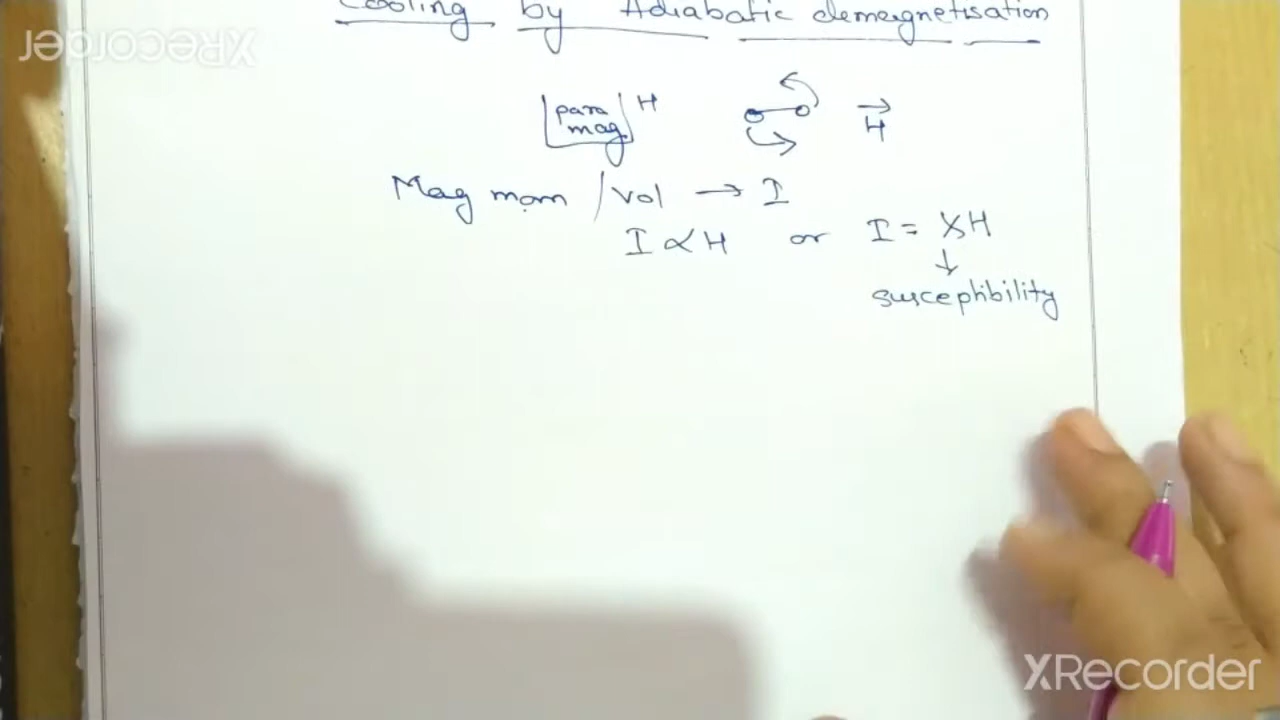 Cooling by Adiabatic demagnetisation
XRecorder
para H
mag
H
Mag mom / Vol → I
I ∝ H or I = χH
↓
susceptibility
XRecorder